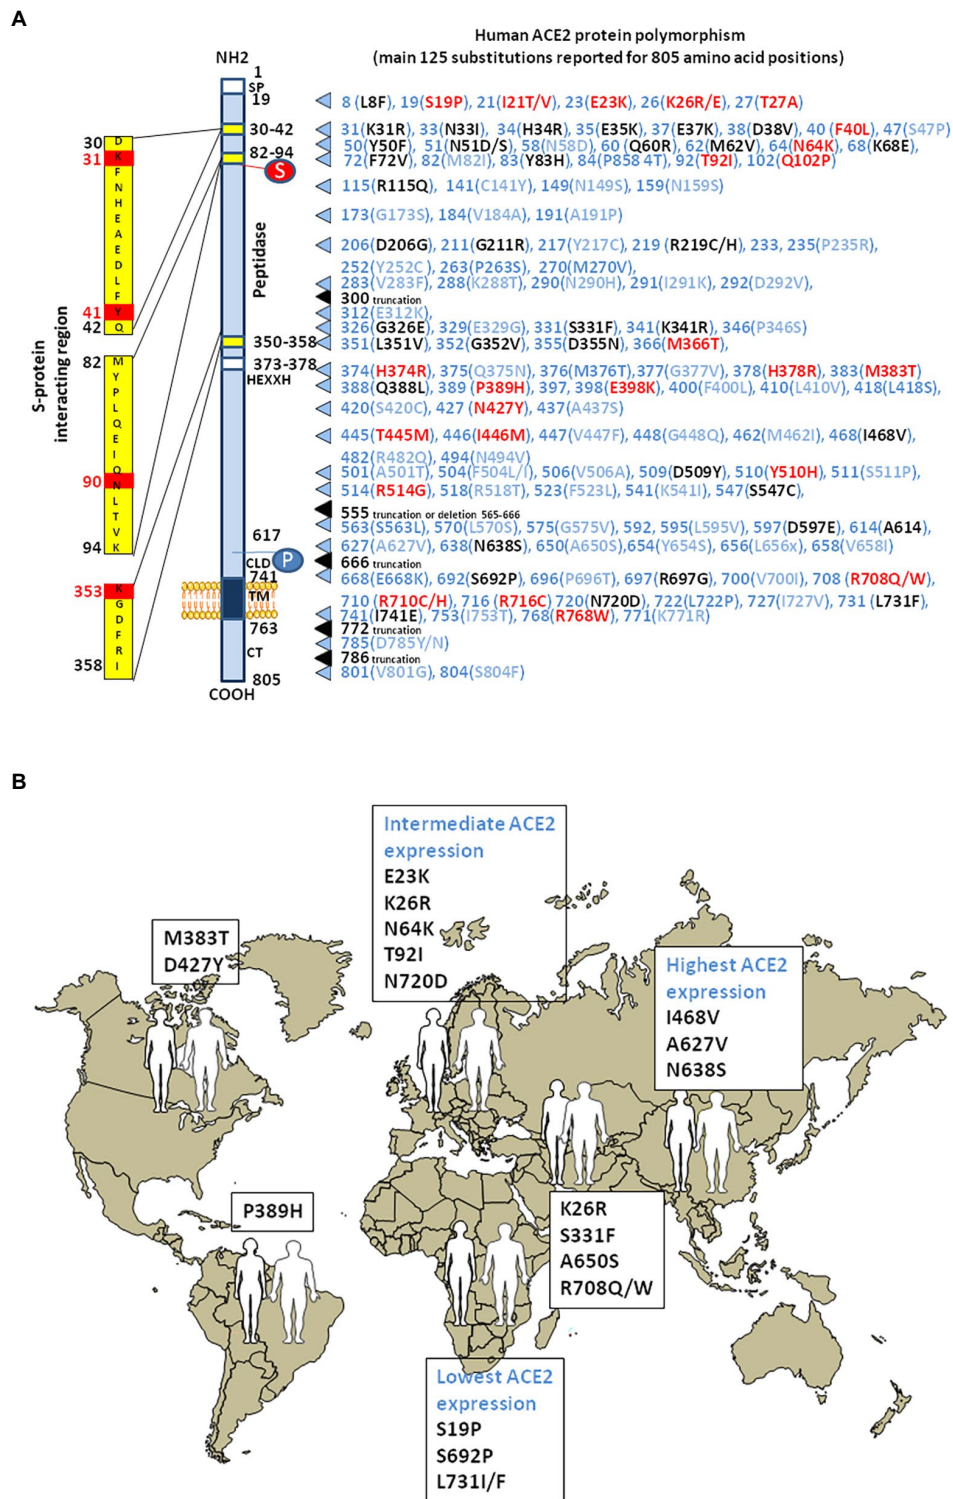 A
Human ACE2 protein polymorphism
(main 125 substitutions reported for 805 amino acid positions)
NH2
1
SP
19
30-42
82-94
S
Peptidase
350-358
373-378
HEXXH
617
P
CLD
741
TM
763
CT
805
COOH
S-protein
interacting region
30
31
41
42
D
K
F
N
H
E
A
E
D
L
F
Y
Q
82
90
94
M
Y
P
L
Q
E
I
Q
N
L
T
V
K
353
358
K
G
D
F
R
I
8 (L8F), 19(S19P), 21(I21T/V), 23(E23K), 26(K26R/E), 27(T27A)
31(K31R), 33(N33I), 34(H34R), 35(E35K), 37(E37K), 38(D38V), 40 (F40L), 47(S47P)
50(Y50F), 51(N51D/S), 58(N58D), 60 (Q60R), 62(M62V), 64(N64K), 68(K68E),
72(F72V), 82(M82I), 83(Y83H), 84(P858 4T), 92(T92I), 102(Q102P)
115(R115Q), 141(C141Y), 149(N149S), 159(N159S)
173(G173S), 184(V184A), 191(A191P)
206(D206G), 211(G211R), 217(Y217C), 219 (R219C/H), 233, 235(P235R),
252(Y252C), 263(P263S), 270(M270V),
283(V283F), 288(K288T), 290(N290H), 291(I291K), 292(D292V),
300 truncation
312(E312K),
326(G326E), 329(E329G), 331(S331F), 341(K341R), 346(P346S)
351(L351V), 352(G352V), 355(D355N), 366(M366T),
374(H374R), 375(Q375N), 376(M376T), 377(G377V), 378(H378R), 383(M383T)
388(Q388L), 389 (P389H), 397, 398(E398K), 400(F400L), 410(L410V), 418(L418S),
420(S420C), 427 (N427Y), 437(A437S)
445(T445M), 446(I446M), 447(V447F), 448(G448Q), 462(M462I), 468(I468V),
482(R482Q), 494(N494V)
501(A501T), 504(F504L/I), 506(V506A), 509(D509Y), 510(Y510H), 511(S511P),
514(R514G), 518(R518T), 523(F523L), 541(K541I), 547(S547C),
555 truncation or deletion 565-666
563(S563L), 570(L570S), 575(G575V), 592, 595(L595V), 597(D597E), 614(A614),
627(A627V), 638(N638S), 650(A650S),654(Y654S), 656(L656x), 658(V658I)
666 truncation
668(E668K), 692(S692P), 696(P696T), 697(R697G), 700(V700I), 708 (R708Q/W),
710 (R710C/H), 716 (R716C) 720(N720D), 722(L722P), 727(I727V), 731 (L731F),
741(I741E), 753(I753T), 768(R768W), 771(K771R)
772 truncation
785(D785Y/N)
786 truncation
801(V801G), 804(S804F)
B
Intermediate ACE2
expression
E23K
K26R
N64K
T92I
N720D
M383T
D427Y
Highest ACE2
expression
I468V
A627V
N638S
P389H
K26R
S331F
A650S
R708Q/W
Lowest ACE2
expression
S19P
S692P
L731I/F